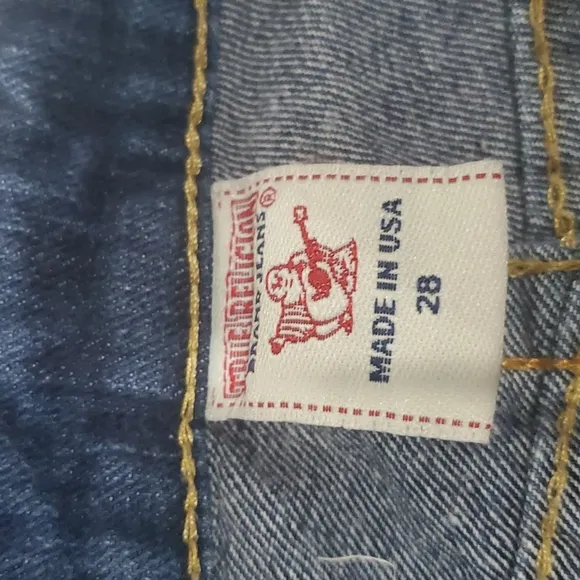 TRUE RELIGION
BRAND JEANS®
MADE IN USA
28